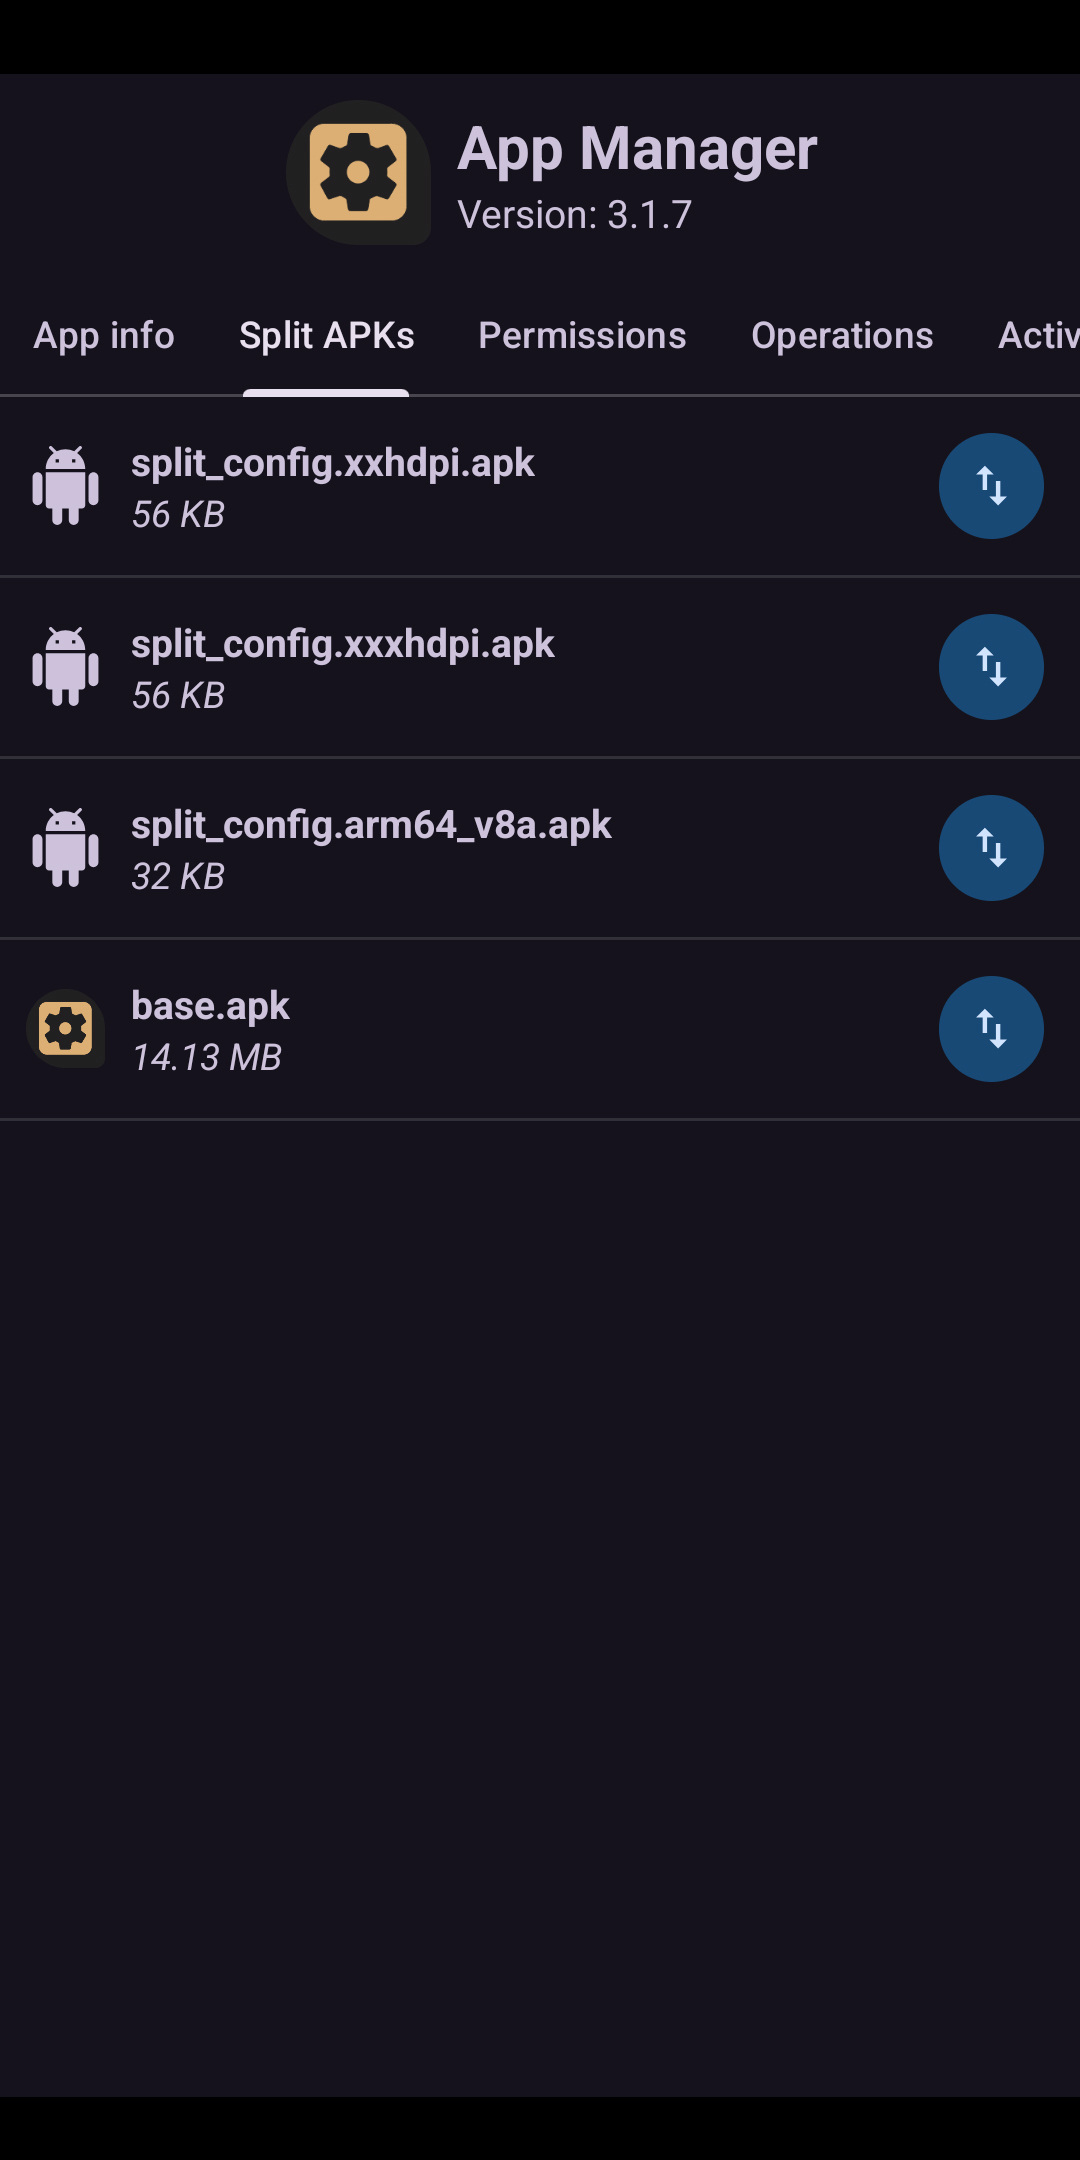 App Manager
Version: 3.1.7
App info Split APKs Permissions Operations Activ
split_config.xxhdpi.apk
56 KB
split_config.xxxhdpi.apk
56 KB
split_config.arm64_v8a.apk
32 KB
base.apk
14.13 MB